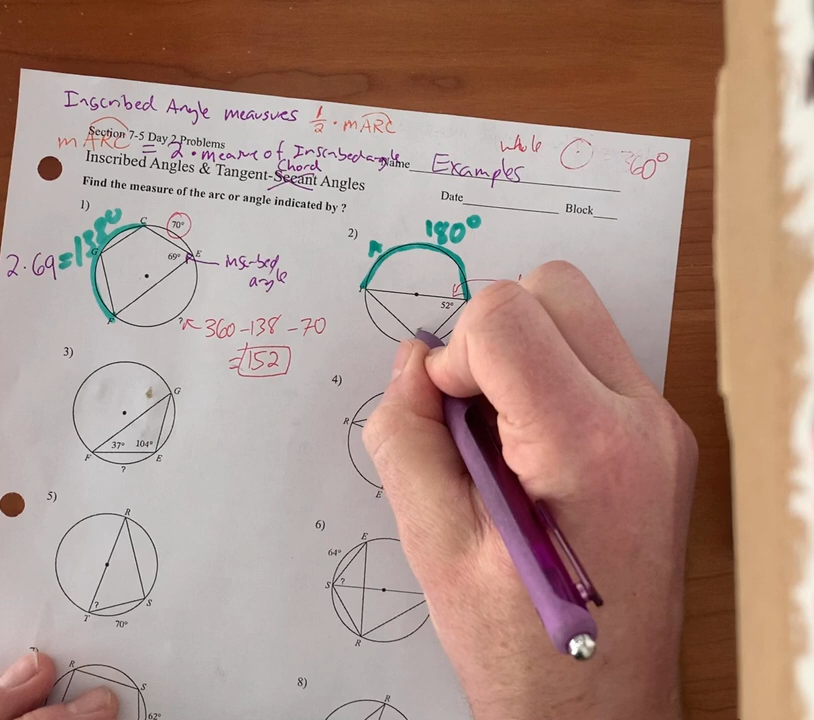 Inscribed Angle measures 1/2 · mARC
Section 7-5 Day 2 Problems
mARC = 2 · measure of Inscribed angle
whole 360°
Name Examples
Chord
Inscribed Angles & Tangent-Secant Angles
Date Block
Find the measure of the arc or angle indicated by ?
1)
C
70°
G
69°
E
2·69=138°
Inscribed
angle
F
?
360-138-70
=152
2)
180°
52°
3)
G
37° 104°
F E
?
4)
R
E
5)
R
?
T S
70°
6)
E
64°
S ?
R
R
S
62°
8)
R